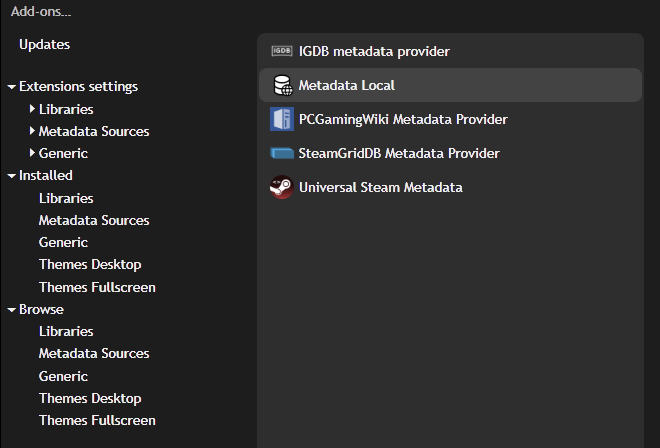 Add-ons...
Updates
Extensions settings
Libraries
Metadata Sources
Generic
Installed
Libraries
Metadata Sources
Generic
Themes Desktop
Themes Fullscreen
Browse
Libraries
Metadata Sources
Generic
Themes Desktop
Themes Fullscreen
IGDB IGDB metadata provider
Metadata Local
PCGamingWiki Metadata Provider
SteamGridDB Metadata Provider
Universal Steam Metadata